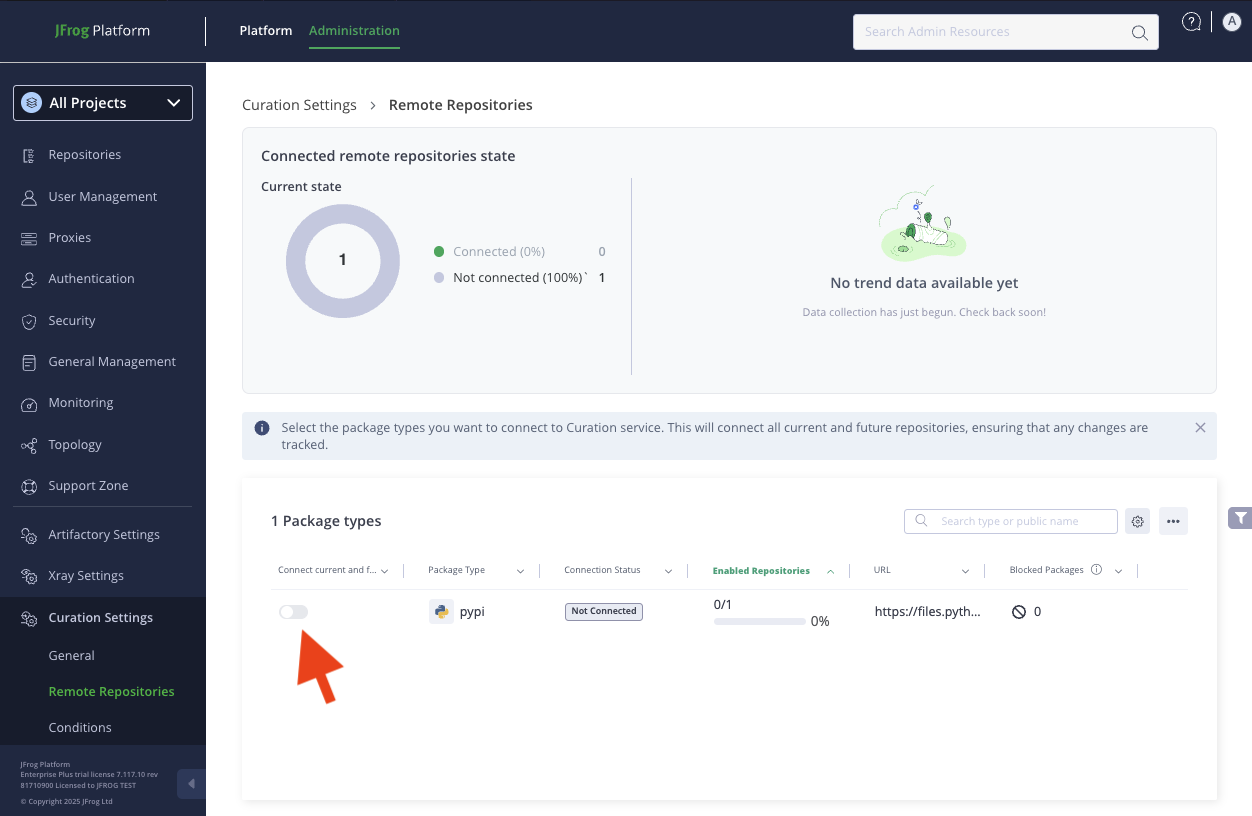 JFrog Platform
Platform
Administration
Search Admin Resources
A
All Projects
Repositories
User Management
Proxies
Authentication
Security
General Management
Monitoring
Topology
Support Zone
Artifactory Settings
Xray Settings
Curation Settings
General
Remote Repositories
Conditions
JFrog Platform
Enterprise Plus trial license 7.117.10 rev
81710900 Licensed to JFROG TEST
© Copyright 2025 JFrog Ltd
Curation Settings > Remote Repositories
Connected remote repositories state
Current state
1
Connected (0%) 0
Not connected (100%)` 1
No trend data available yet
Data collection has just begun. Check back soon!
Select the package types you want to connect to Curation service. This will connect all current and future repositories, ensuring that any changes are
tracked.
1 Package types
Search type or public name
Connect current and f... Package Type Connection Status Enabled Repositories URL Blocked Packages
pypi Not Connected 0/1 0% https://files.pyth... 0